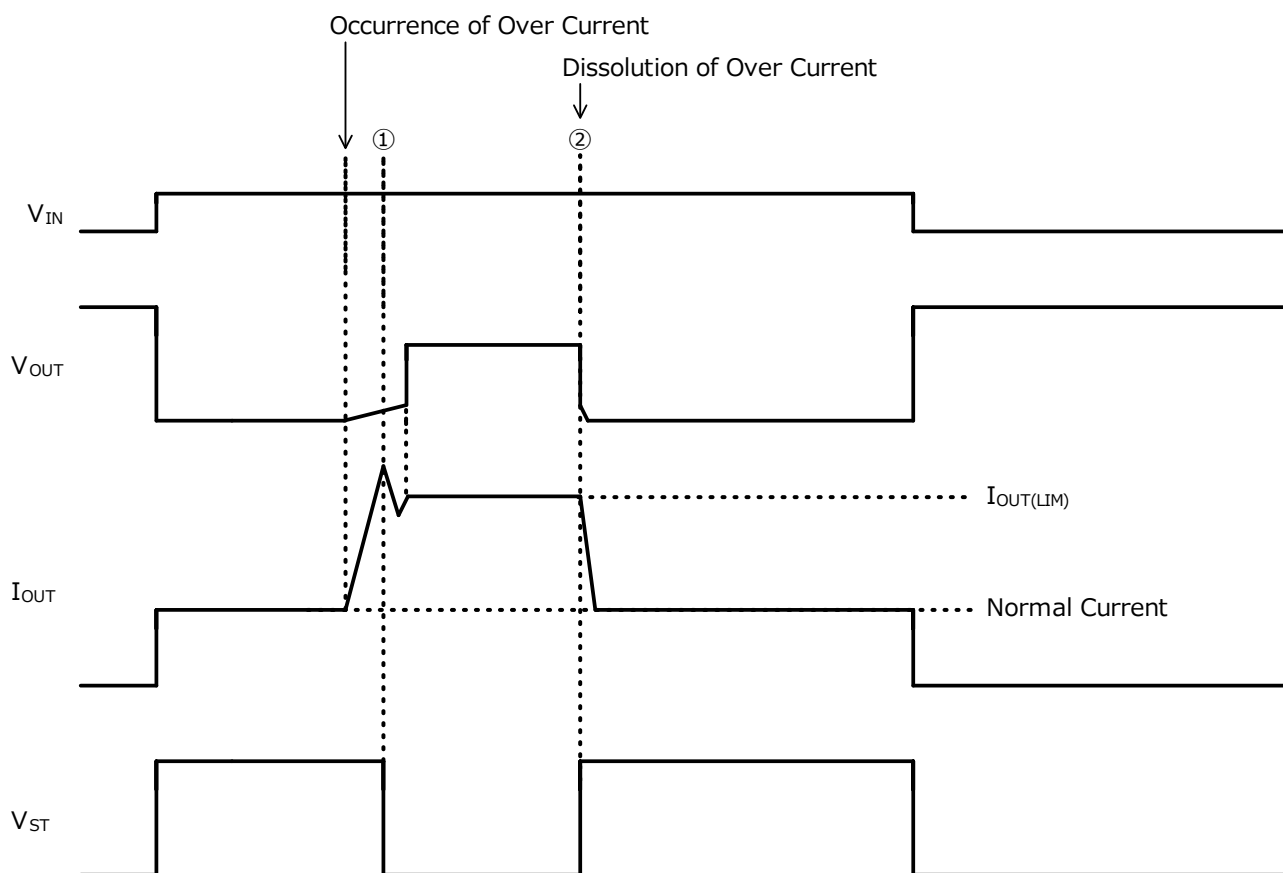 Occurrence of Over Current
Dissolution of Over Current
① ②
VIN
VOUT
IOUT(LIM)
IOUT
Normal Current
VST